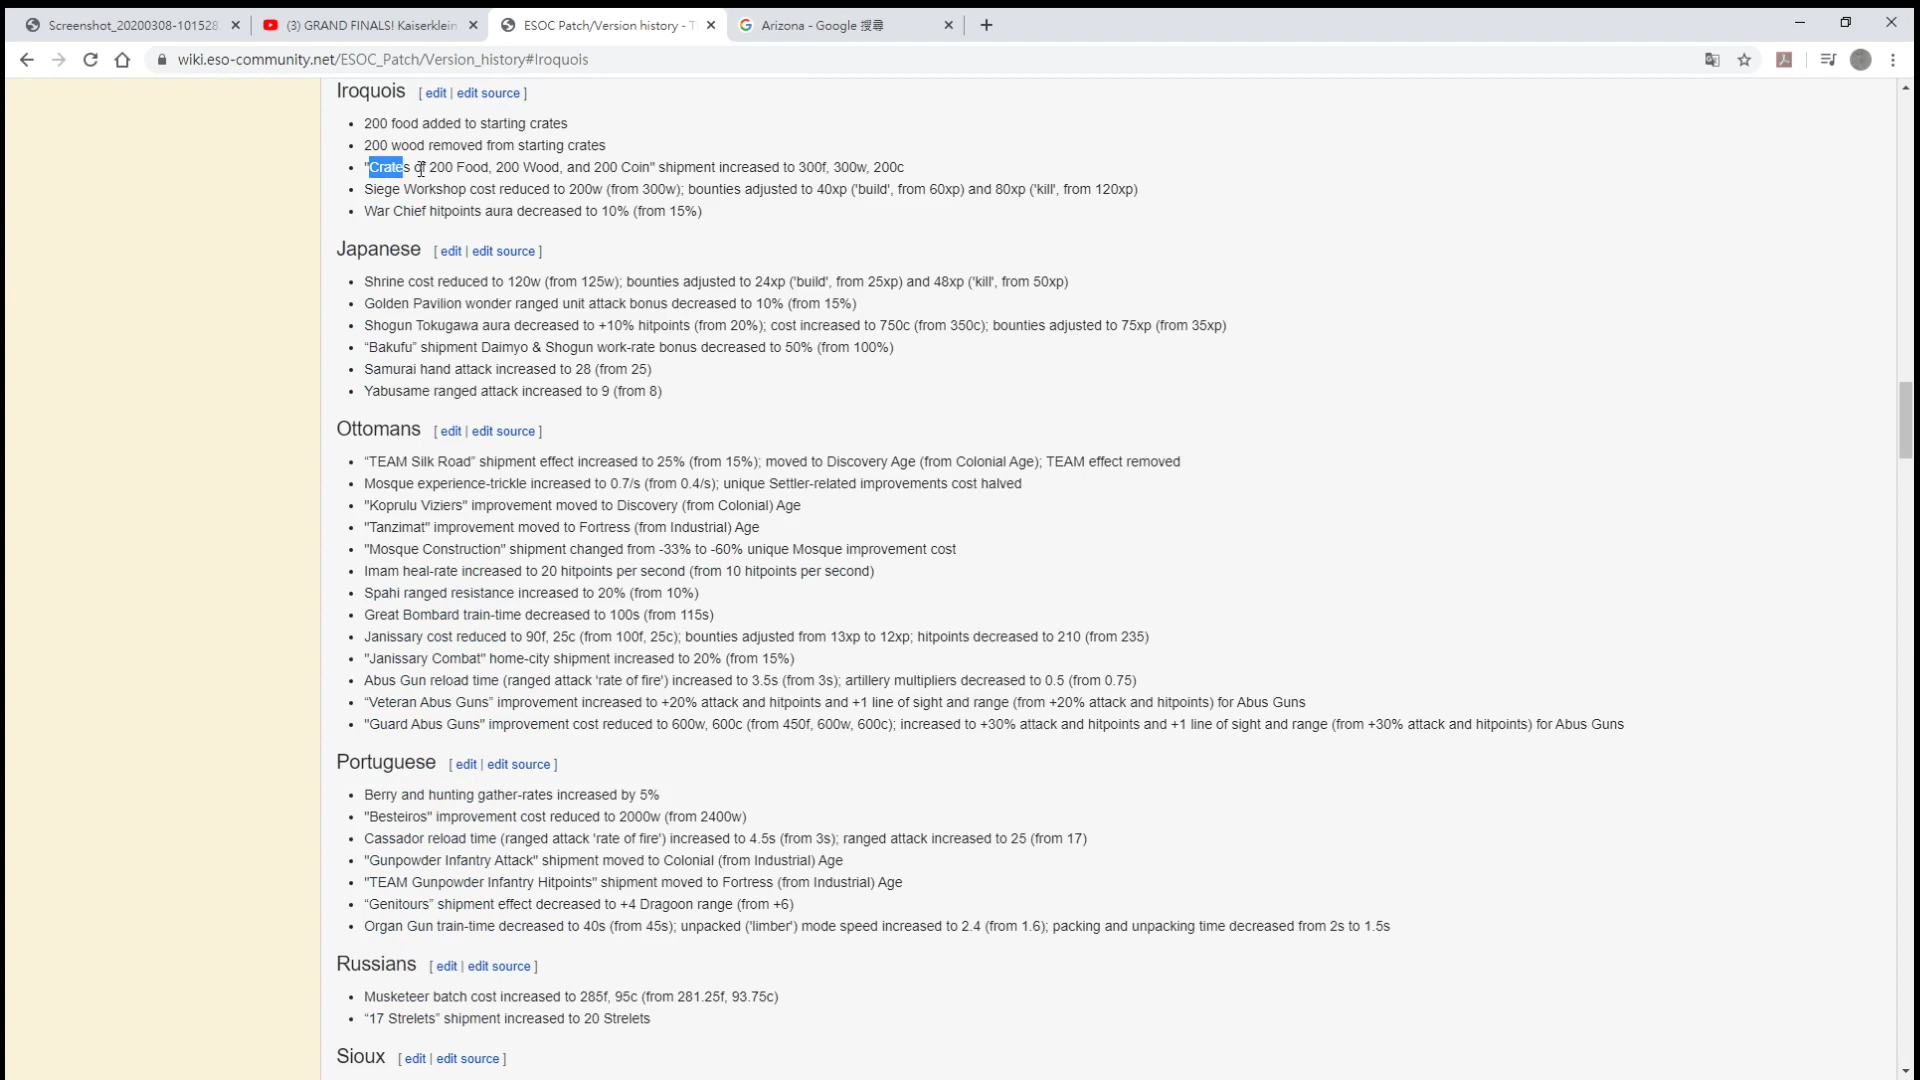 Screenshot_20200308-101528
(3) GRAND FINALS! Kaiserklein
ESOC Patch/Version history - T
Arizona - Google 搜尋
wiki.eso-community.net/ESOC_Patch/Version_history#Iroquois
Iroquois [ edit | edit source ]
• 200 food added to starting crates
• 200 wood removed from starting crates
• "Crates of 200 Food, 200 Wood, and 200 Coin" shipment increased to 300f, 300w, 200c
• Siege Workshop cost reduced to 200w (from 300w); bounties adjusted to 40xp ('build', from 60xp) and 80xp ('kill', from 120xp)
• War Chief hitpoints aura decreased to 10% (from 15%)
Japanese [ edit | edit source ]
• Shrine cost reduced to 120w (from 125w); bounties adjusted to 24xp ('build', from 25xp) and 48xp ('kill', from 50xp)
• Golden Pavilion wonder ranged unit attack bonus decreased to 10% (from 15%)
• Shogun Tokugawa aura decreased to +10% hitpoints (from 20%); cost increased to 750c (from 350c); bounties adjusted to 75xp (from 35xp)
• “Bakufu” shipment Daimyo & Shogun work-rate bonus decreased to 50% (from 100%)
• Samurai hand attack increased to 28 (from 25)
• Yabusame ranged attack increased to 9 (from 8)
Ottomans [ edit | edit source ]
• “TEAM Silk Road” shipment effect increased to 25% (from 15%); moved to Discovery Age (from Colonial Age); TEAM effect removed
• Mosque experience-trickle increased to 0.7/s (from 0.4/s); unique Settler-related improvements cost halved
• "Koprulu Viziers" improvement moved to Discovery (from Colonial) Age
• "Tanzimat" improvement moved to Fortress (from Industrial) Age
• "Mosque Construction" shipment changed from -33% to -60% unique Mosque improvement cost
• Imam heal-rate increased to 20 hitpoints per second (from 10 hitpoints per second)
• Spahi ranged resistance increased to 20% (from 10%)
• Great Bombard train-time decreased to 100s (from 115s)
• Janissary cost reduced to 90f, 25c (from 100f, 25c); bounties adjusted from 13xp to 12xp; hitpoints decreased to 210 (from 235)
• "Janissary Combat" home-city shipment increased to 20% (from 15%)
• Abus Gun reload time (ranged attack 'rate of fire') increased to 3.5s (from 3s); artillery multipliers decreased to 0.5 (from 0.75)
• “Veteran Abus Guns” improvement increased to +20% attack and hitpoints and +1 line of sight and range (from +20% attack and hitpoints) for Abus Guns
• "Guard Abus Guns" improvement cost reduced to 600w, 600c (from 450f, 600w, 600c); increased to +30% attack and hitpoints and +1 line of sight and range (from +30% attack and hitpoints) for Abus Guns
Portuguese [ edit | edit source ]
• Berry and hunting gather-rates increased by 5%
• "Besteiros" improvement cost reduced to 2000w (from 2400w)
• Cassador reload time (ranged attack 'rate of fire') increased to 4.5s (from 3s); ranged attack increased to 25 (from 17)
• "Gunpowder Infantry Attack" shipment moved to Colonial (from Industrial) Age
• "TEAM Gunpowder Infantry Hitpoints" shipment moved to Fortress (from Industrial) Age
• “Genitours” shipment effect decreased to +4 Dragoon range (from +6)
• Organ Gun train-time decreased to 40s (from 45s); unpacked ('limber') mode speed increased to 2.4 (from 1.6); packing and unpacking time decreased from 2s to 1.5s
Russians [ edit | edit source ]
• Musketeer batch cost increased to 285f, 95c (from 281.25f, 93.75c)
• “17 Strelets” shipment increased to 20 Strelets
Sioux [ edit | edit source ]